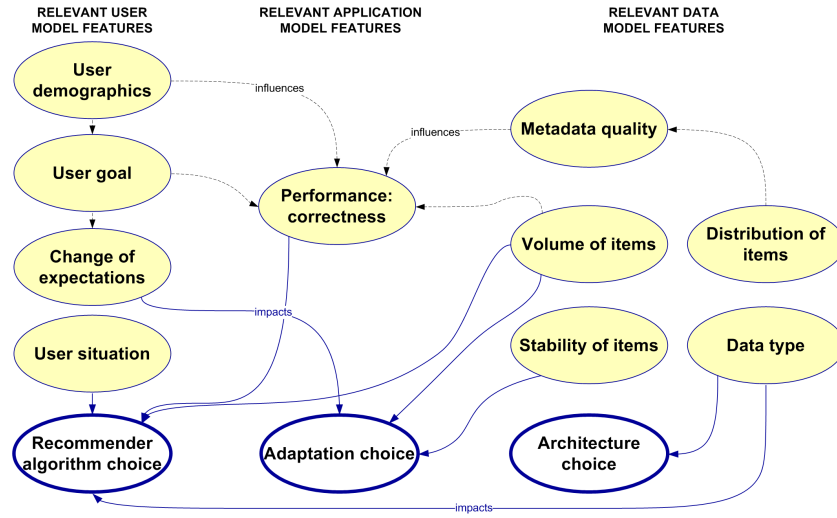 RELEVANT USER
MODEL FEATURES
RELEVANT APPLICATION
MODEL FEATURES
RELEVANT DATA
MODEL FEATURES
User
demographics
influences
Metadata quality
influences
User goal
Performance:
correctness
Volume of items
Distribution of
items
Change of
expectations
impacts
User situation
Stability of items
Data type
Recommender
algorithm choice
Adaptation choice
Architecture
choice
impacts